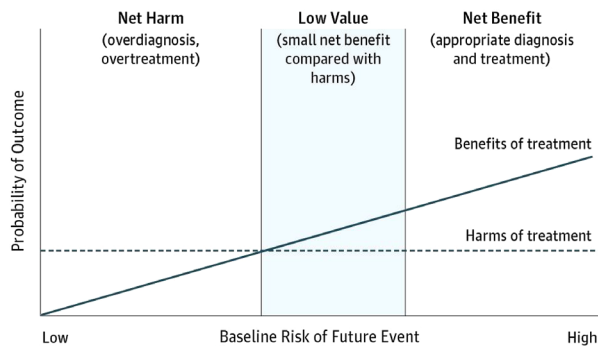 Net Harm
(overdiagnosis,
overtreatment)
Low Value
(small net benefit
compared with
harms)
Net Benefit
(appropriate diagnosis
and treatment)
Probability of Outcome
Benefits of treatment
Harms of treatment
Low
Baseline Risk of Future Event
High